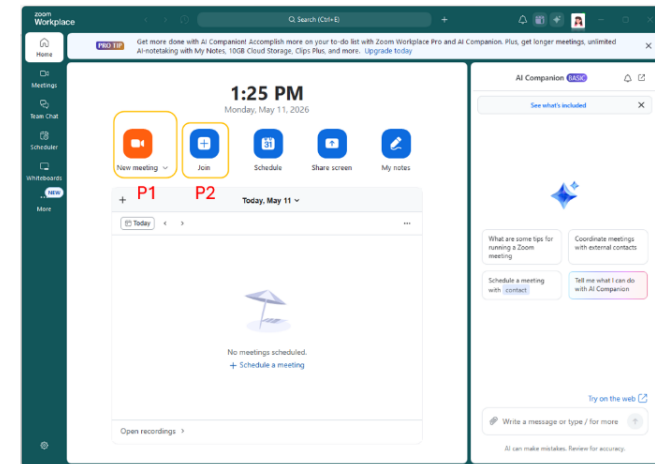 zoom
Workplace
Search (Ctrl+E)
Home
Meetings
Team Chat
Scheduler
Whiteboards
NEW
More
PRO TIP
Get more done with AI Companion! Accomplish more on your to-do list with Zoom Workplace Pro and AI Companion. Plus, get longer meetings, unlimited
AI-notetaking with My Notes, 10GB Cloud Storage, Clips Plus, and more. Upgrade today
1:25 PM
Monday, May 11, 2026
New meeting
Join
Schedule
Share screen
My notes
P1
P2
Today, May 11
Today
No meetings scheduled.
+ Schedule a meeting
Open recordings
AI Companion BASIC
See what's included
What are some tips for
running a Zoom
meeting
Coordinate meetings
with external contacts
Schedule a meeting
with contact
Tell me what I can do
with AI Companion
Try on the web
Write a message or type / for more
AI can make mistakes. Review for accuracy.